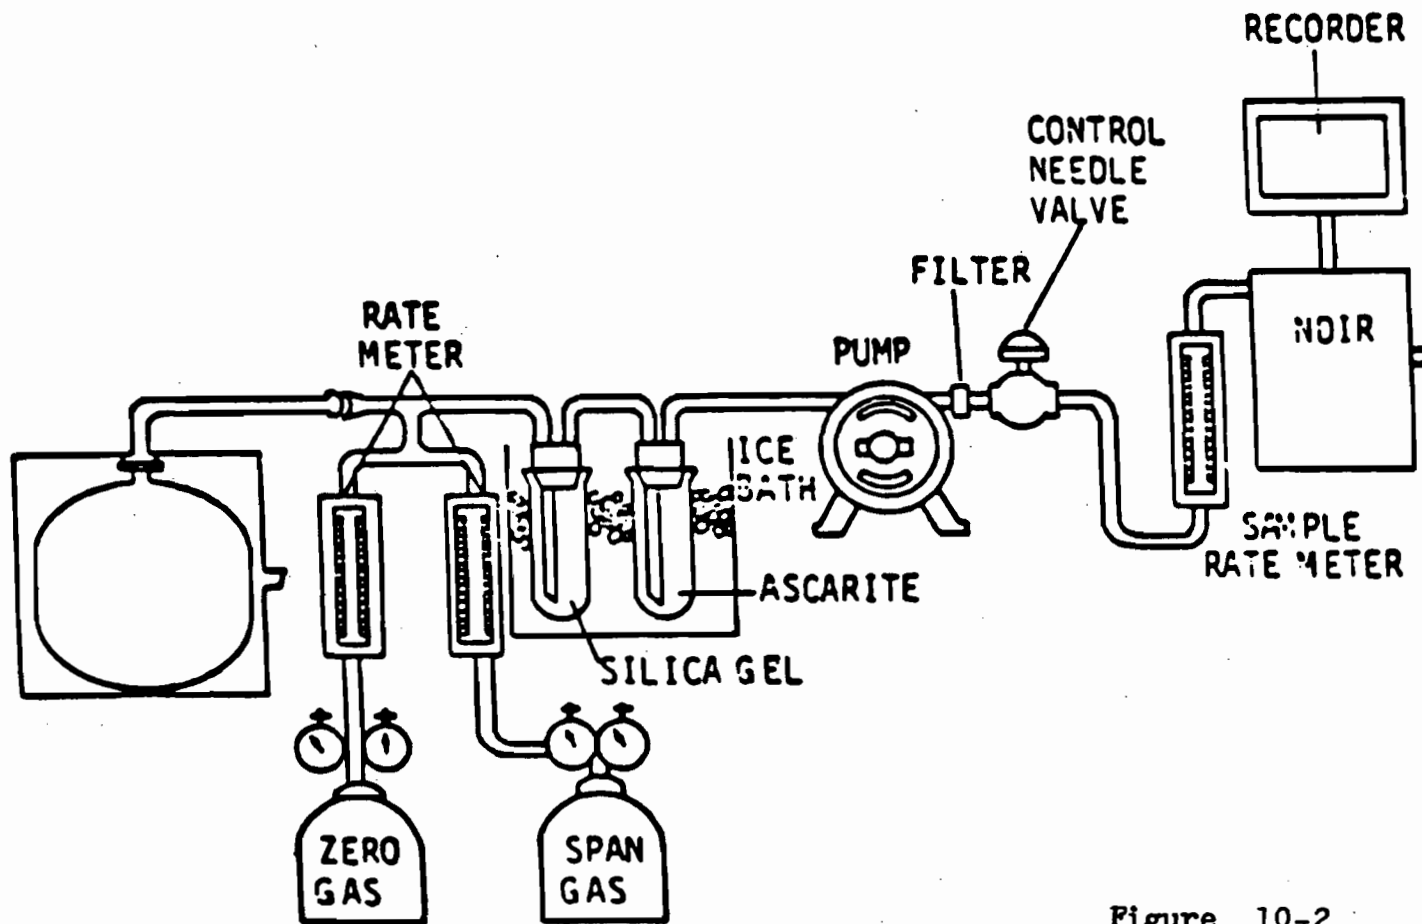 RECORDER
CONTROL
NEEDLE
VALVE
FILTER
RATE
METER
PUMP
NDIR
ICE
BATH
SAMPLE
RATE METER
ASCARITE
SILICA GEL
ZERO
GAS
SPAN
GAS
Figure 10-2